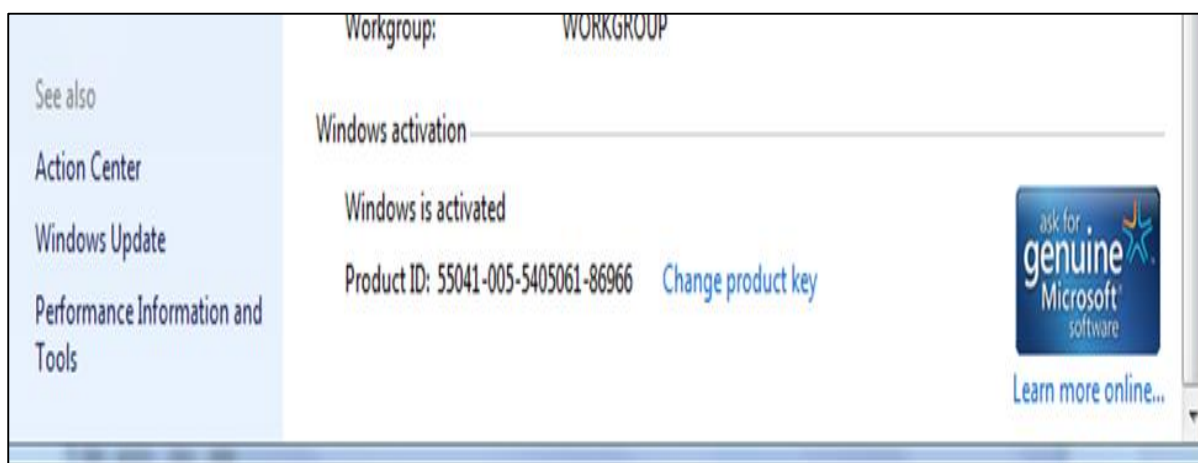 Workgroup: WORKGROUP
See also
Action Center
Windows Update
Performance Information and
Tools
Windows activation
Windows is activated
Product ID: 55041-005-5405061-86966 Change product key
ask for
genuine
Microsoft
software
Learn more online...